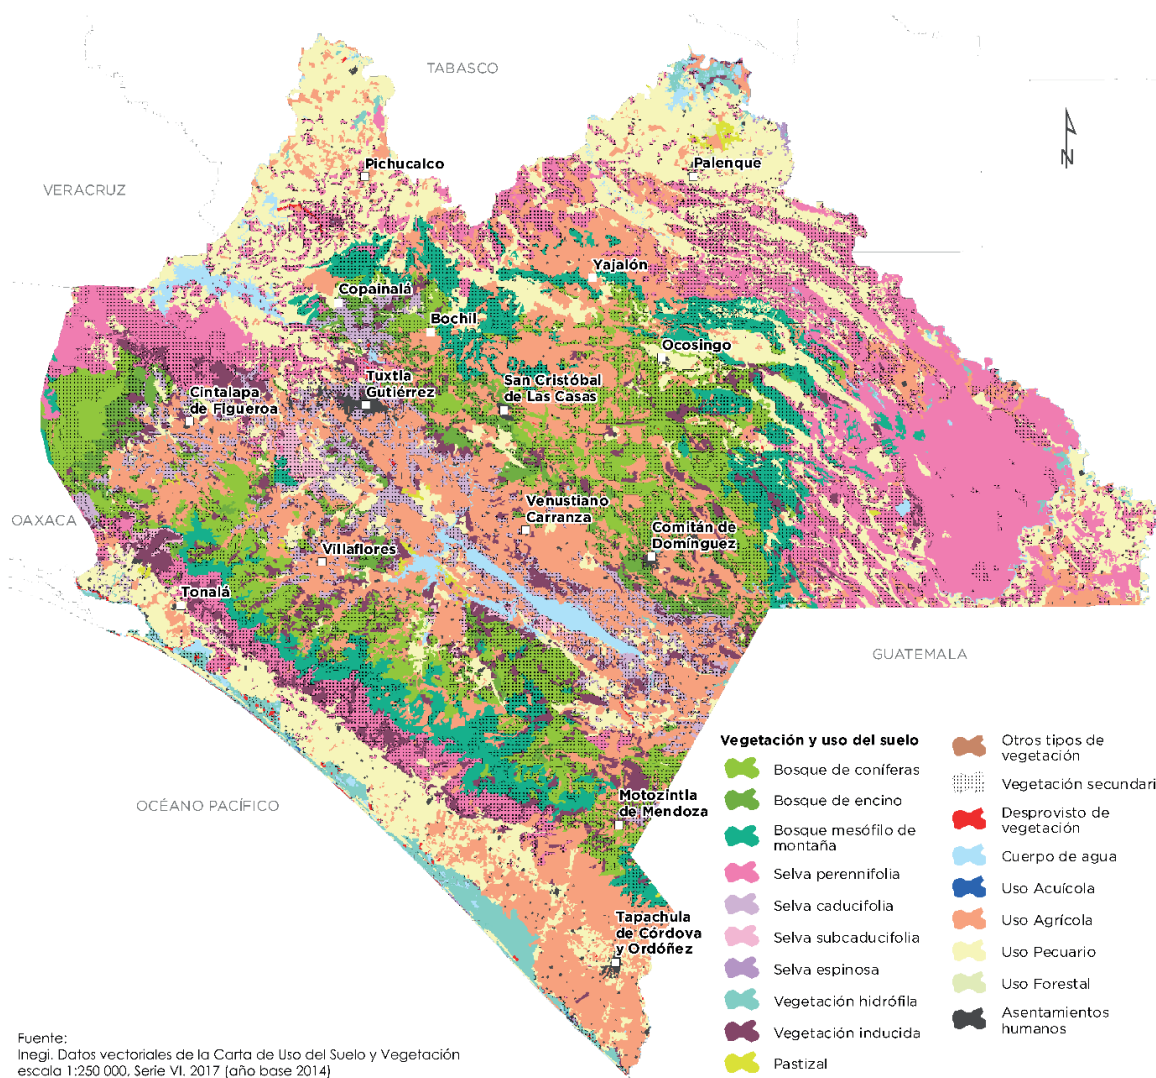 TABASCO
N
Pichucalco
Palenque
VERACRUZ
Yajalón
Copainalá
Bochil
Ocosingo
Tuxtla
Gutiérrez
San Cristóbal
de Las Casas
Cintalapa
de Figueroa
Venustiano
Carranza
OAXACA
Comitán de
Domínguez
Villaflores
Tonalá
GUATEMALA
OCÉANO PACÍFICO
Motozintla
de Mendoza
Tapachula
de Córdova
y Ordóñez
Vegetación y uso del suelo
Bosque de coníferas
Bosque de encino
Bosque mesófilo de
montaña
Selva perennifolia
Selva caducifolia
Selva subcaducifolia
Selva espinosa
Vegetación hidrófila
Vegetación inducida
Pastizal
Otros tipos de
vegetación
Vegetación secundari
Desprovisto de
vegetación
Cuerpo de agua
Uso Acuícola
Uso Agrícola
Uso Pecuario
Uso Forestal
Asentamientos
humanos
Fuente:
Inegi. Datos vectoriales de la Carta de Uso del Suelo y Vegetación
escala 1:250 000, Serie VI. 2017 (año base 2014)